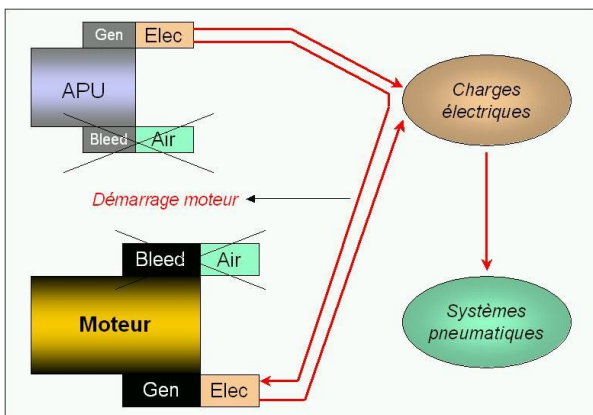 Gen
Elec
APU
Bleed
Air
Charges
électriques
Démarrage moteur
Bleed
Air
Moteur
Gen
Elec
Systèmes
pneumatiques